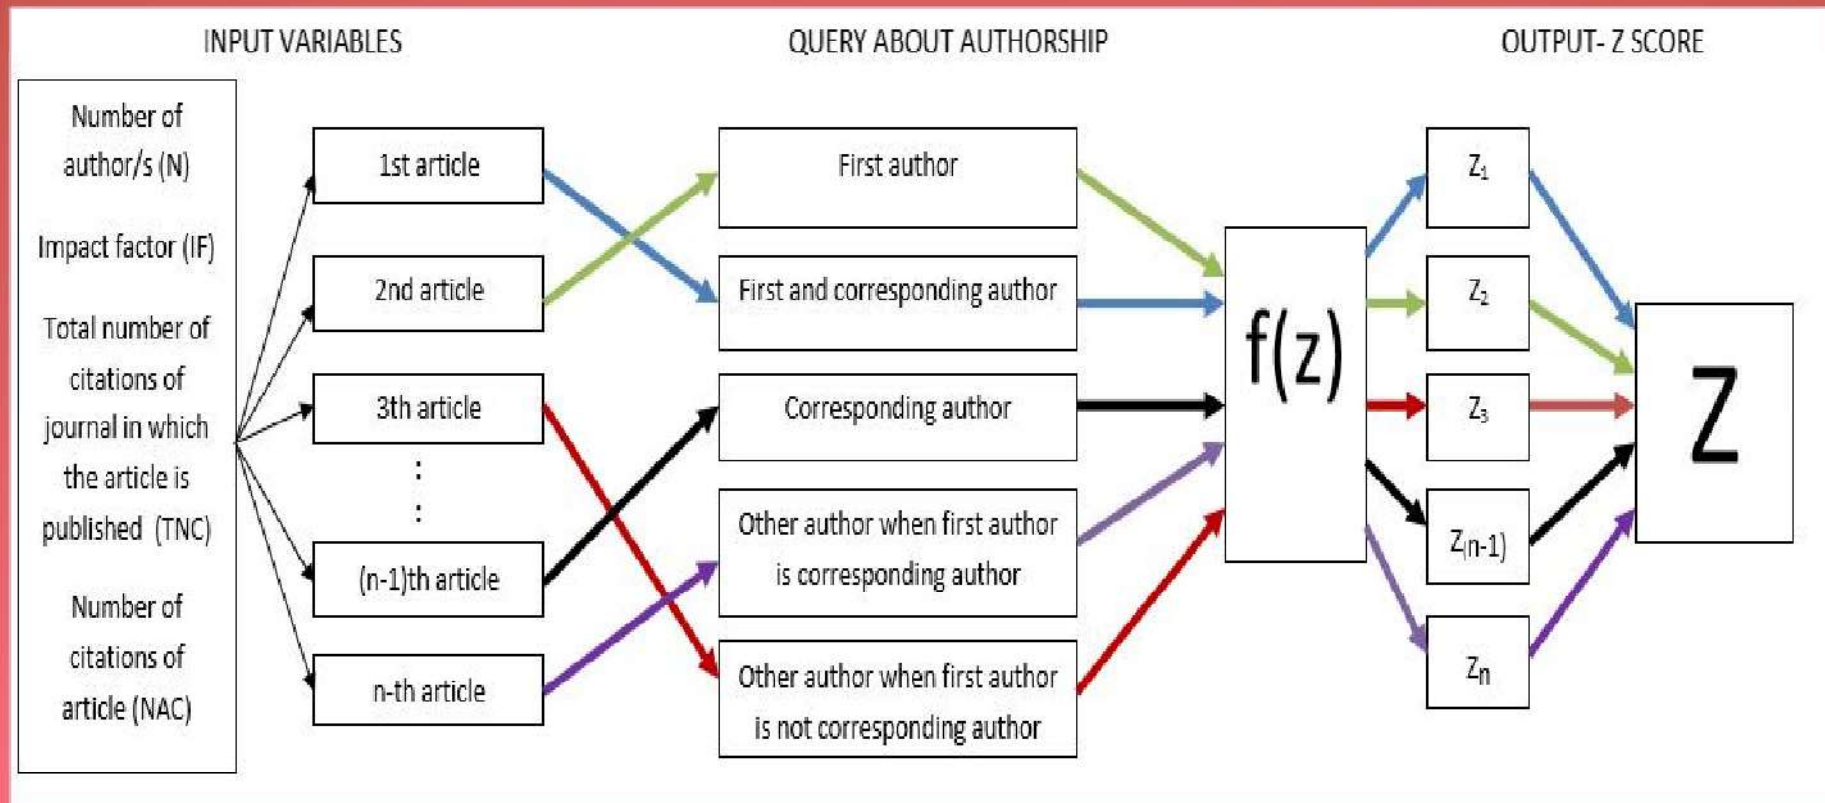 INPUT VARIABLES
QUERY ABOUT AUTHORSHIP
OUTPUT- Z SCORE
Number of
author/s (N)
Impact factor (IF)
Total number of
citations of
journal in which
the article is
published (TNC)
Number of
citations of
article (NAC)
1st article
2nd article
3th article
:
:
(n-1)th article
n-th article
First author
First and corresponding author
Corresponding author
Other author when first author
is corresponding author
Other author when first author
is not corresponding author
f(z)
Z₁
Z₂
Z₃
Z(n-1)
Zn
Z